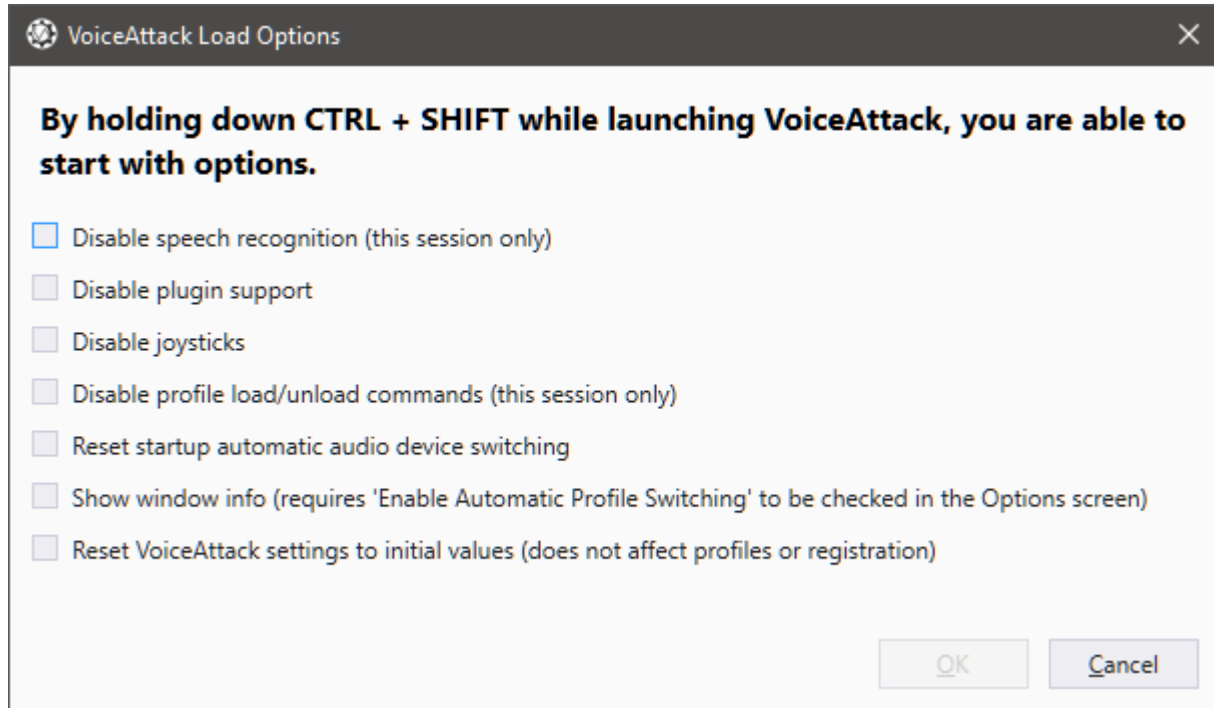 VoiceAttack Load Options
By holding down CTRL + SHIFT while launching VoiceAttack, you are able to
start with options.
Disable speech recognition (this session only)
Disable plugin support
Disable joysticks
Disable profile load/unload commands (this session only)
Reset startup automatic audio device switching
Show window info (requires 'Enable Automatic Profile Switching' to be checked in the Options screen)
Reset VoiceAttack settings to initial values (does not affect profiles or registration)
OK Cancel